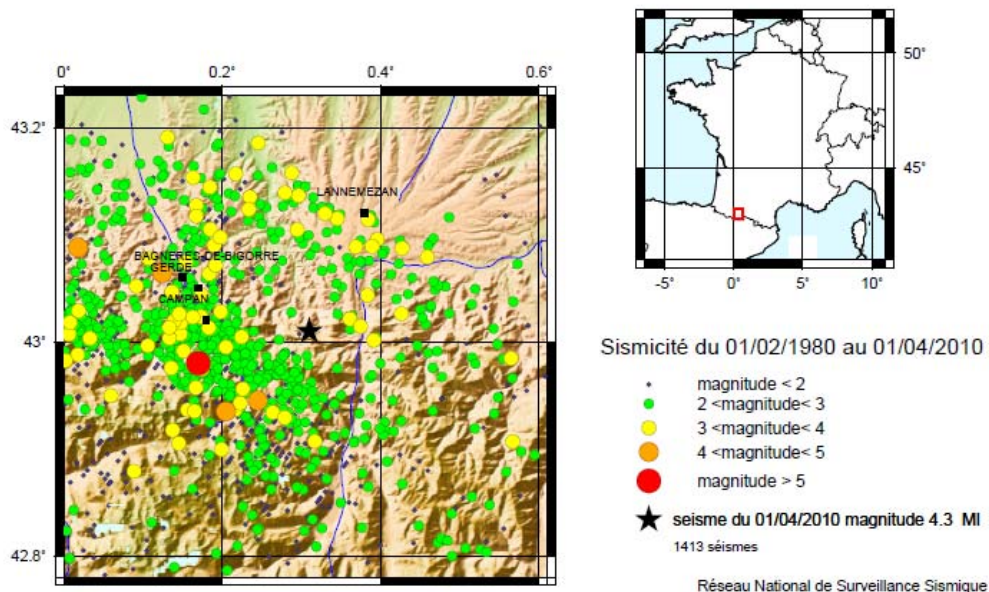 0° 0.2° 0.4° 0.6°
43.2°
43°
42.8°
LANNEMEZAN
BAGNERES-DE-BIGORRE
GERDE
CAMPAN
50°
45°
-5° 0° 5° 10°
Sismicité du 01/02/1980 au 01/04/2010
magnitude < 2
2 <magnitude< 3
3 <magnitude< 4
4 <magnitude< 5
magnitude > 5
seisme du 01/04/2010 magnitude 4.3 Ml
1413 séismes
Réseau National de Surveillance Sismique